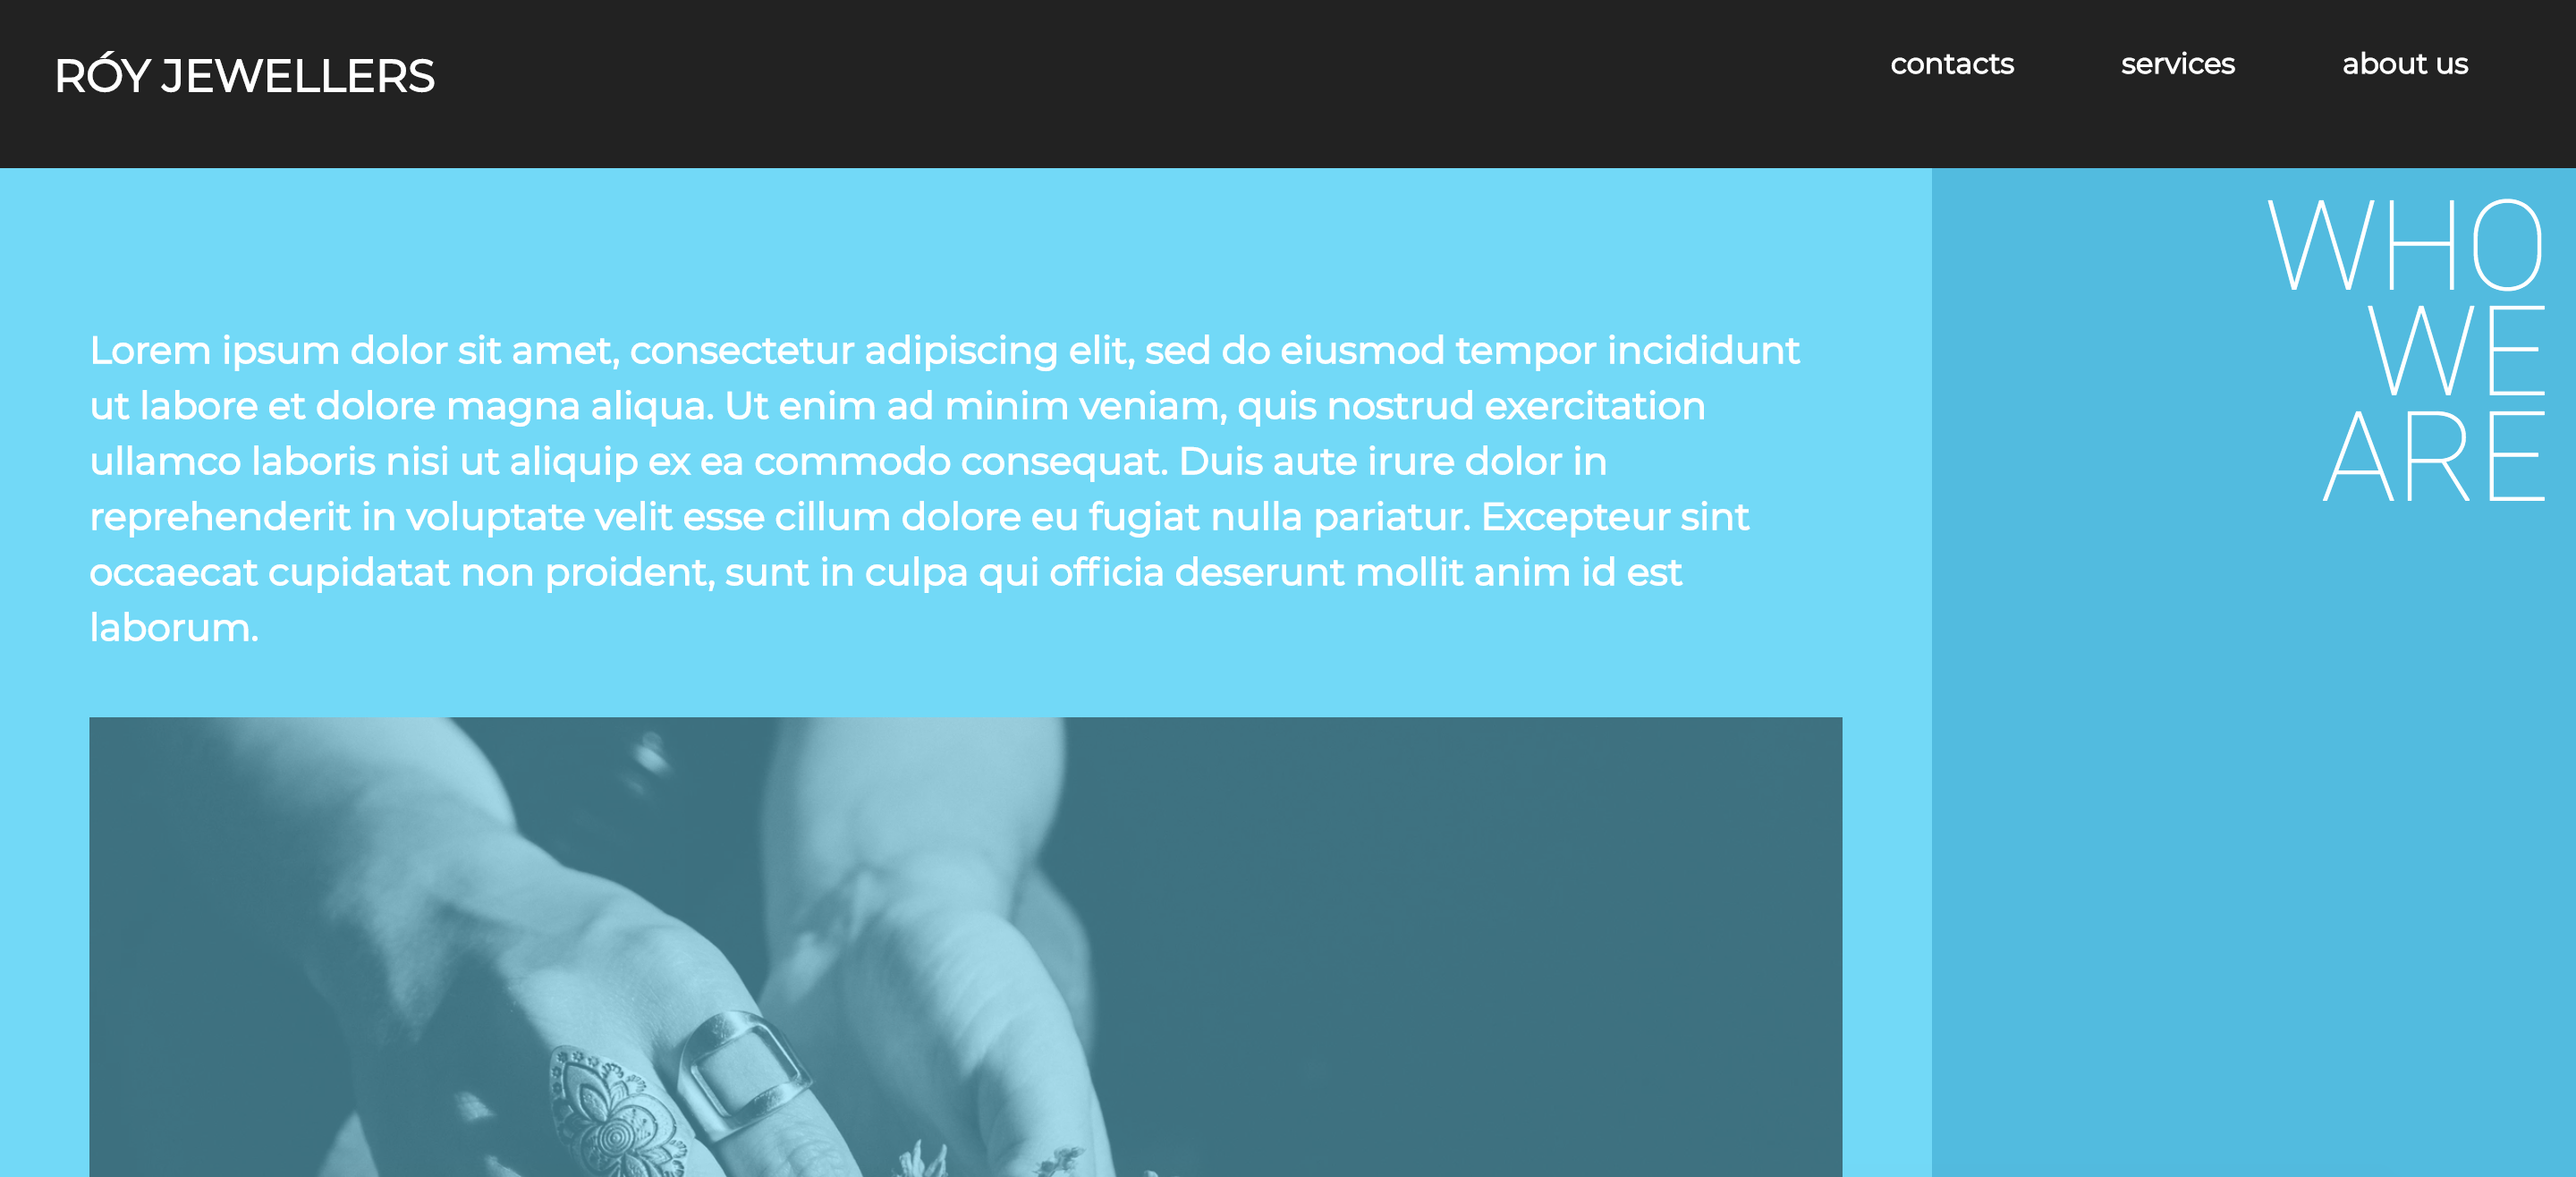 RÓY JEWELLERS
contacts services about us
Lorem ipsum dolor sit amet, consectetur adipiscing elit, sed do eiusmod tempor incididunt
ut labore et dolore magna aliqua. Ut enim ad minim veniam, quis nostrud exercitation
ullamco laboris nisi ut aliquip ex ea commodo consequat. Duis aute irure dolor in
reprehenderit in voluptate velit esse cillum dolore eu fugiat nulla pariatur. Excepteur sint
occaecat cupidatat non proident, sunt in culpa qui officia deserunt mollit anim id est
laborum.
WHO
WE
ARE